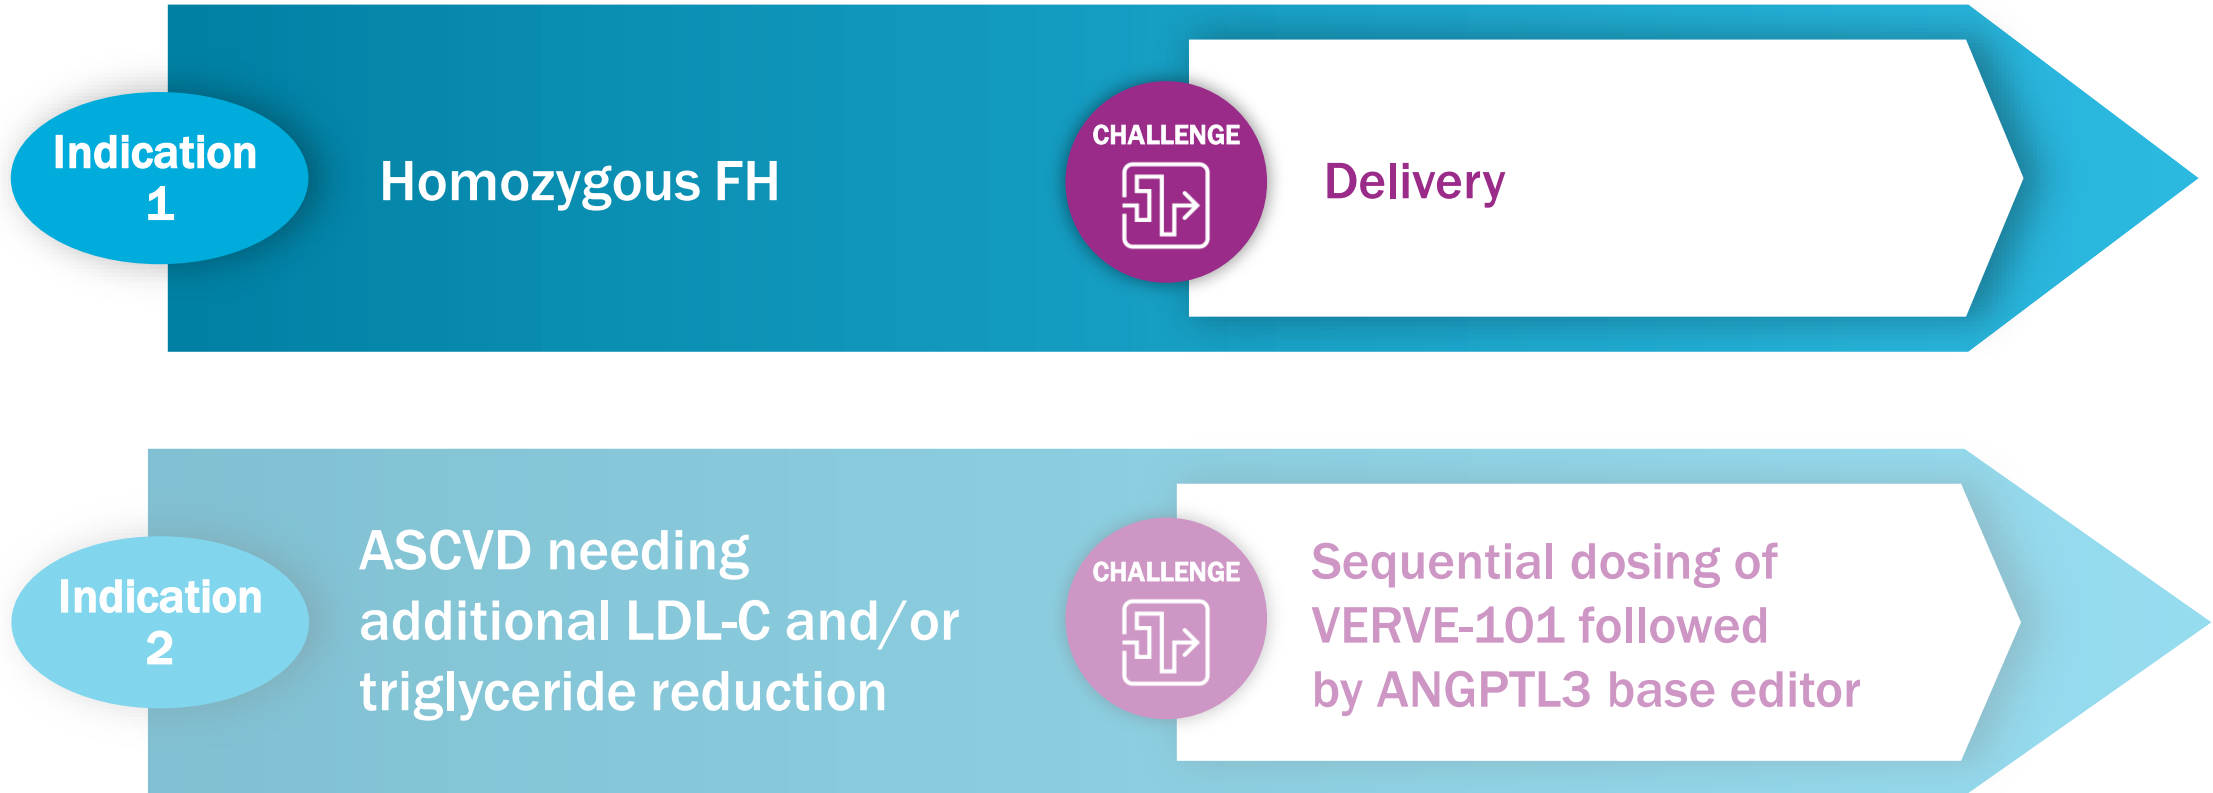 Indication
1
Homozygous FH
CHALLENGE
Delivery
Indication
2
ASCVD needing
additional LDL-C and/or
triglyceride reduction
CHALLENGE
Sequential dosing of
VERVE-101 followed
by ANGPTL3 base editor